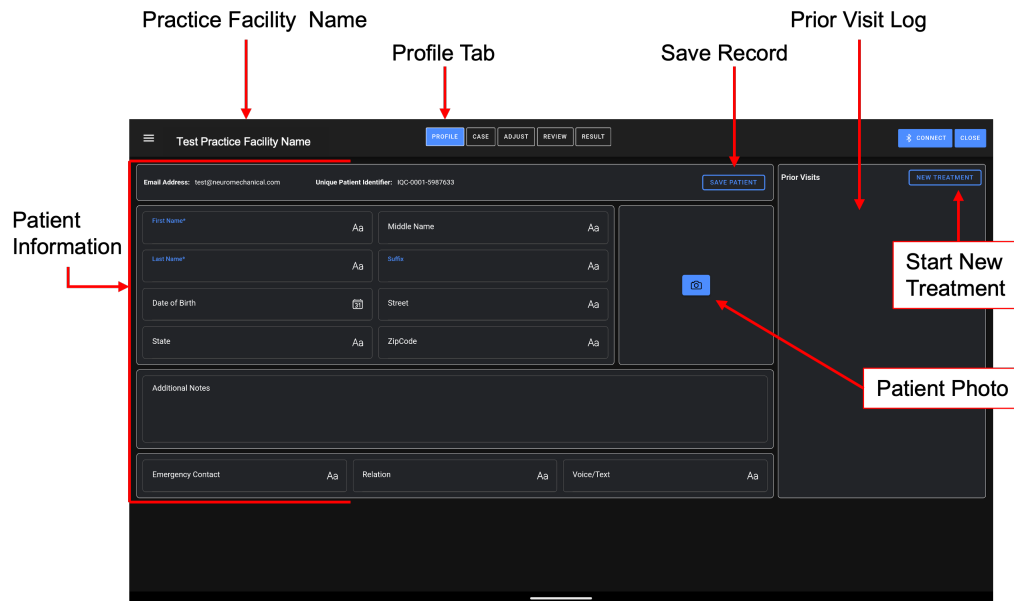 Practice Facility  Name
Prior Visit Log
Profile Tab
Save Record
Test Practice Facility Name
PROFILE
CASE
ADJUST
REVIEW
RESULT
CONNECT
CLOSE
Email Address: test@neuromechanical.com
Unique Patient Identifier: IQC-0001-5987633
SAVE PATIENT
Prior Visits
NEW TREATMENT
Patient
Information
First Name*
Aa
Middle Name
Aa
Last Name*
Aa
Suffix
Aa
Date of Birth
31
Street
Aa
State
Aa
ZipCode
Aa
Start New
Treatment
Patient Photo
Additional Notes
Emergency Contact
Aa
Relation
Aa
Voice/Text
Aa